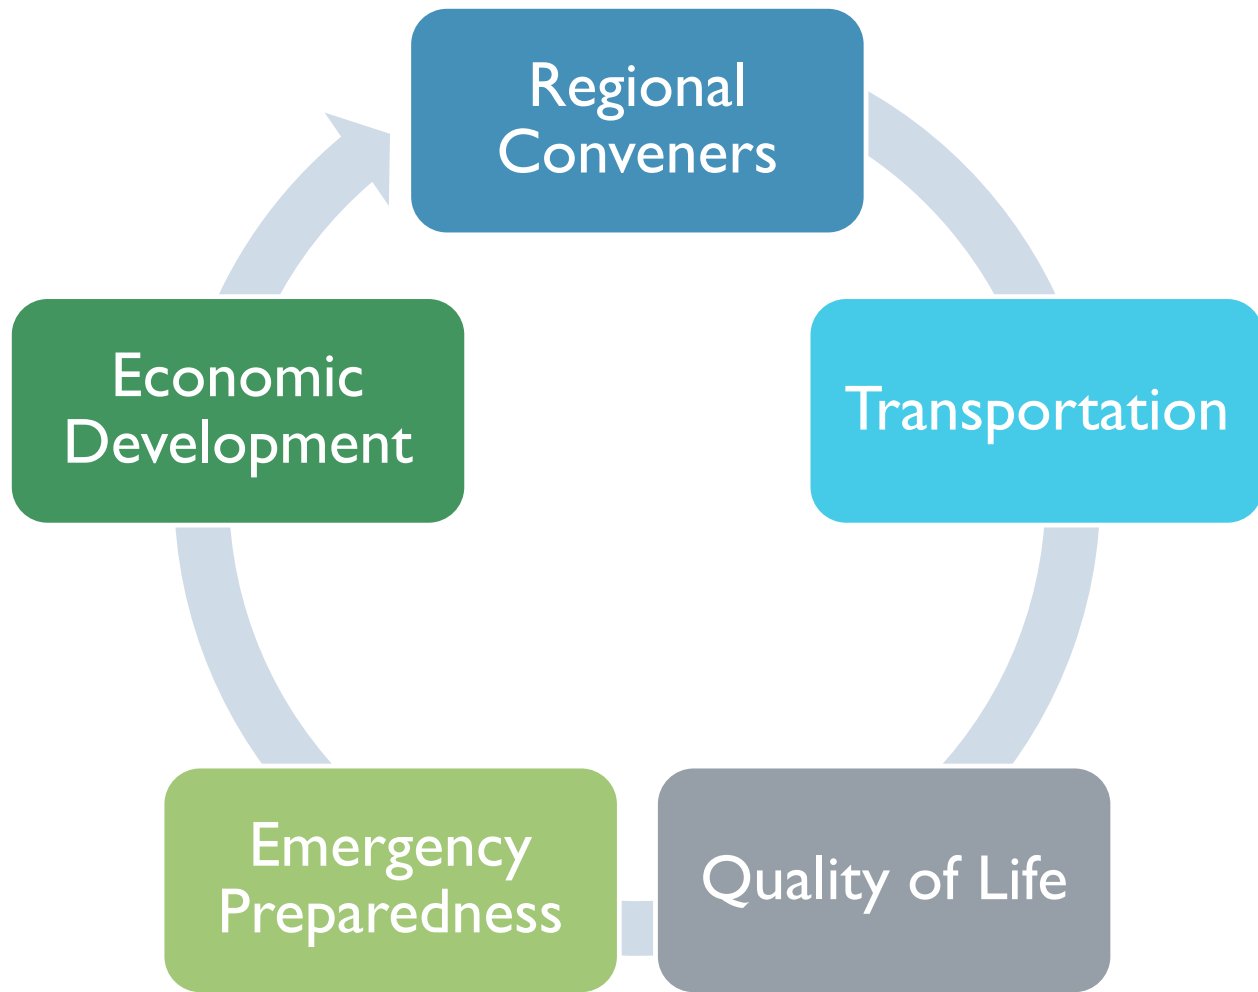 Regional
Conveners
Transportation
Quality of Life
Emergency
Preparedness
Economic
Development